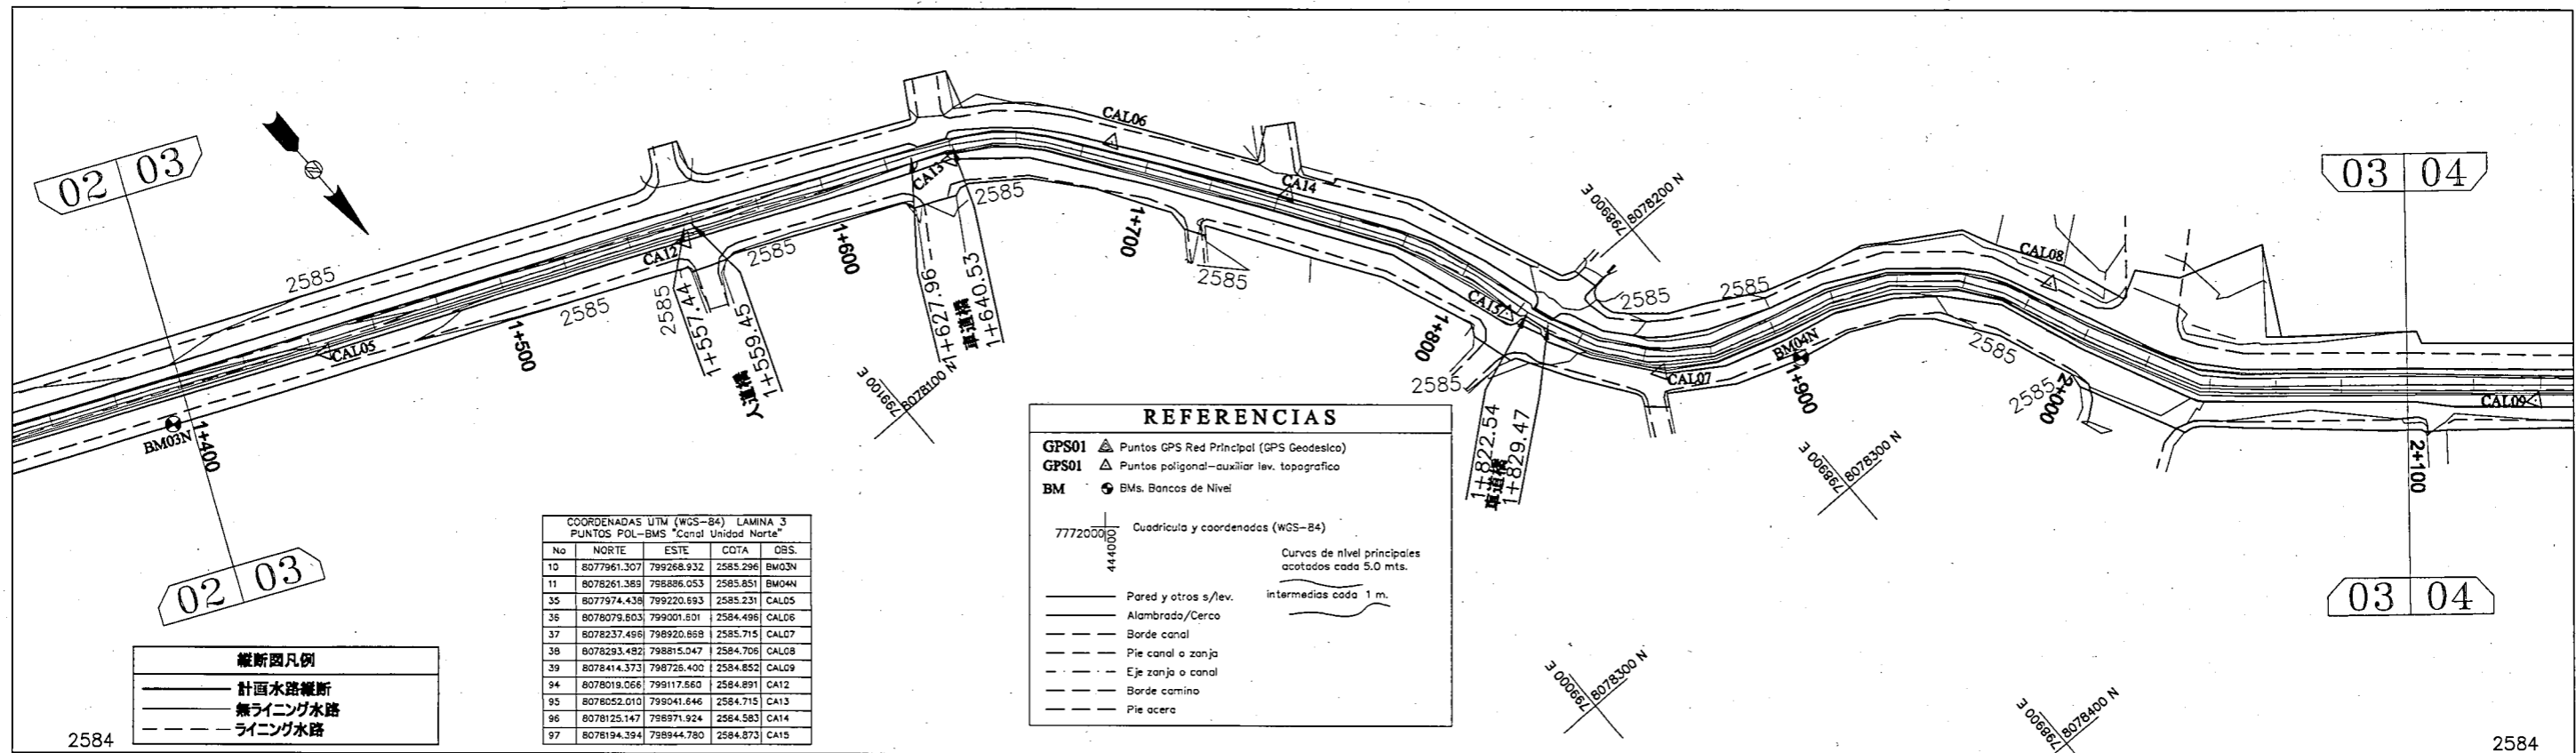 02 03
02 03
03 04
03 04
CAL06
CA13
CA14
CA12
CAL05
CA15
CAL07
CAL08
CAL09
BM03N
BM04N
2585
2585
2585
2585
2585
2585
2585
2585
2585
2585
2585
2585
1+400
1+500
1+600
1+700
1+800
1+900
2+000
2+100
1+557.44
人道橋
1+559.45
1+627.96
車道橋
1+640.53
1+822.54
車道橋
1+829.47
799100 E
8078100 N
798900 E
8078200 N
798900 E
8078300 N
799000 E
8078300 N
798900 E
8078400 N
縦断図凡例
計画水路縦断
無ライニング水路
ライニング水路
2584
COORDENADAS UTM (WGS-84) LAMINA 3
PUNTOS POL-BMS "Canal Unidad Norte"
No NORTE ESTE COTA OBS.
10 8077961.307 799268.932 2585.296 BM03N
11 8078261.389 798886.053 2585.851 BM04N
35 8077974.438 799220.693 2585.231 CAL05
36 8078079.603 799001.601 2584.496 CAL06
37 8078237.496 798920.868 2585.715 CAL07
38 8078293.482 798815.047 2584.706 CAL08
39 8078414.373 798726.400 2584.852 CAL09
94 8078019.066 799117.560 2584.891 CA12
95 8078052.010 799041.646 2584.715 CA13
96 8078125.147 798971.924 2584.583 CA14
97 8078194.394 798944.780 2584.873 CA15
REFERENCIAS
GPS01 Puntos GPS Red Principal (GPS Geodesico)
GPS01 Puntos poligonal-auxiliar lev. topografico
BM BMs. Bancos de Nivel
7772000
444000
Cuadricula y coordenadas (WGS-84)
Curvas de nivel principales
acotados cada 5.0 mts.
intermedias cada 1 m.
Pared y otros s/lev.
Alambrado/Cerco
Borde canal
Pie canal o zanja
Eje zanja o canal
Borde camino
Pie acera
2584